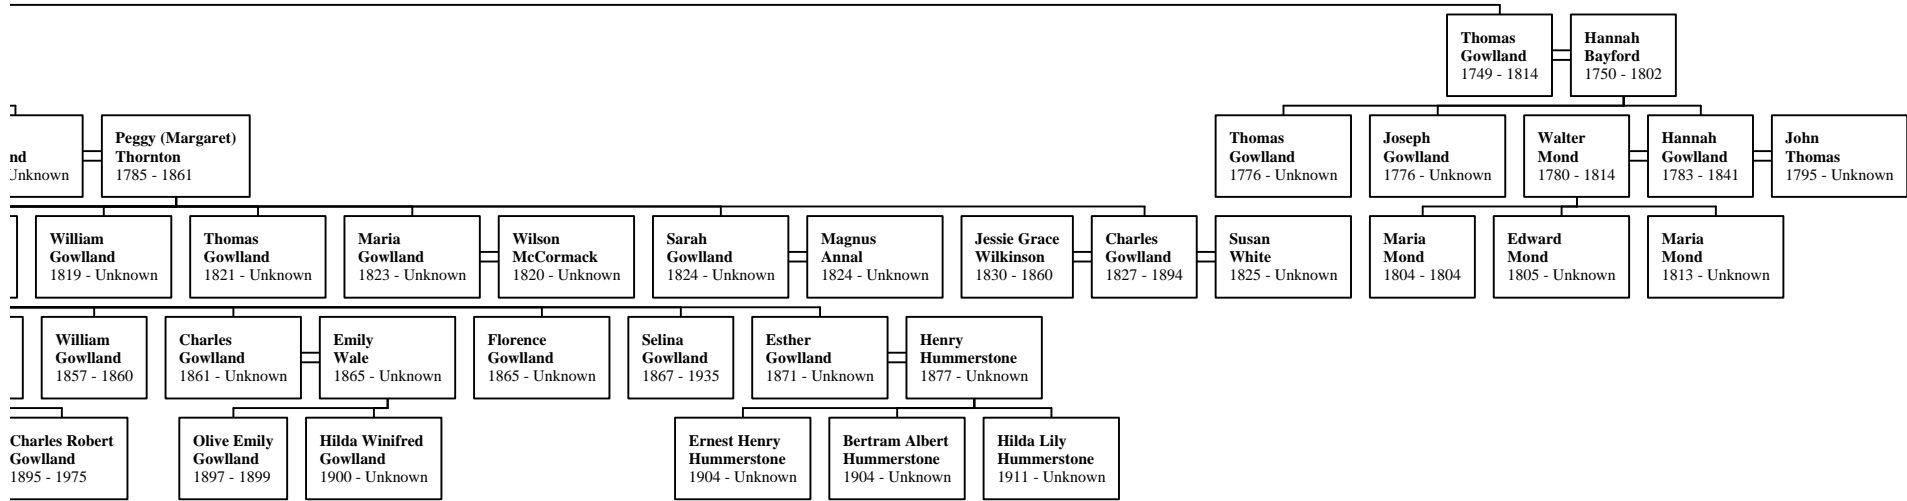 Thomas
Gowlland
1749 - 1814
Hannah
Bayford
1750 - 1802
nd
Unknown
Peggy (Margaret)
Thornton
1785 - 1861
Thomas
Gowlland
1776 - Unknown
Joseph
Gowlland
1776 - Unknown
Walter
Mond
1780 - 1814
Hannah
Gowlland
1783 - 1841
John
Thomas
1795 - Unknown
William
Gowlland
1819 - Unknown
Thomas
Gowlland
1821 - Unknown
Maria
Gowlland
1823 - Unknown
Wilson
McCormack
1820 - Unknown
Sarah
Gowlland
1824 - Unknown
Magnus
Annal
1824 - Unknown
Jessie Grace
Wilkinson
1830 - 1860
Charles
Gowlland
1827 - 1894
Susan
White
1825 - Unknown
Maria
Mond
1804 - 1804
Edward
Mond
1805 - Unknown
Maria
Mond
1813 - Unknown
William
Gowlland
1857 - 1860
Charles
Gowlland
1861 - Unknown
Emily
Wale
1865 - Unknown
Florence
Gowlland
1865 - Unknown
Selina
Gowlland
1867 - 1935
Esther
Gowlland
1871 - Unknown
Henry
Hummerstone
1877 - Unknown
Charles Robert
Gowlland
1895 - 1975
Olive Emily
Gowlland
1897 - 1899
Hilda Winifred
Gowlland
1900 - Unknown
Ernest Henry
Hummerstone
1904 - Unknown
Bertram Albert
Hummerstone
1904 - Unknown
Hilda Lily
Hummerstone
1911 - Unknown